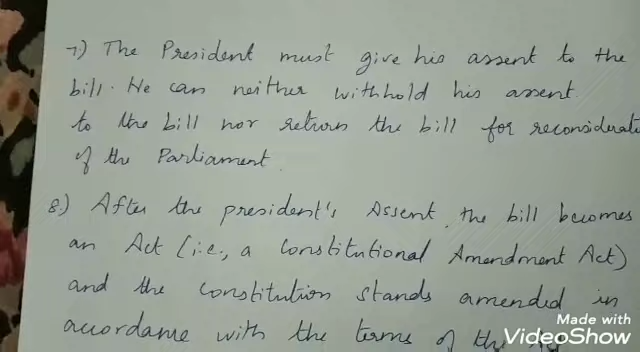 7.) The President must give his assent to the
bill. He can neither withhold his assent
to the bill nor return the bill for reconsiderati
of the Parliament.
8.) After the president's Assent, the bill becomes
an Act (i.e., a Constitutional Amendment Act)
and the Constitution stands amended in
accordance with the terms of the
Made with
VideoShow